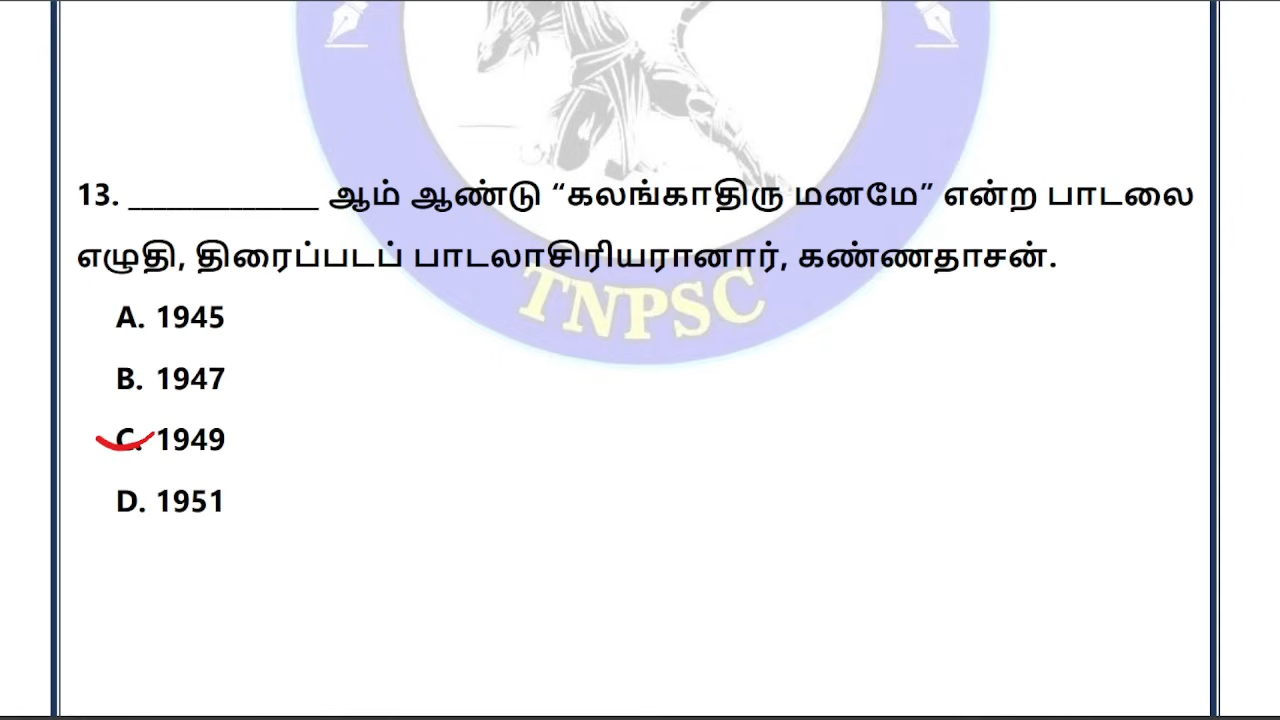 13. _______________ ஆம் ஆண்டு “கலங்காதிரு மனமே” என்ற பாடலை
எழுதி, திரைப்படப் பாடலாசிரியரானார், கண்ணதாசன்.
TNPSC
A. 1945
B. 1947
C. 1949
D. 1951